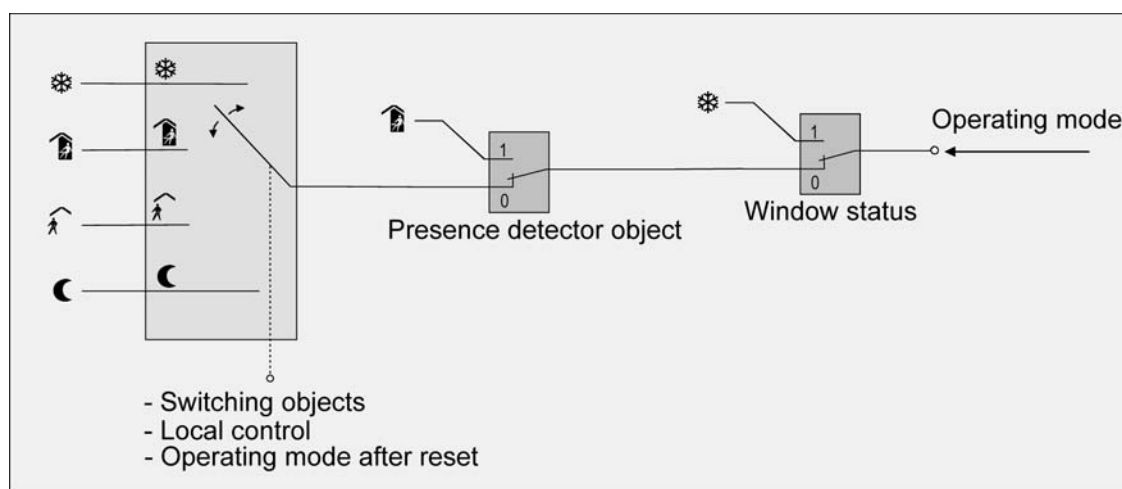 Operating mode
1
0
Presence detector object
1
0
Window status
- Switching objects
- Local control
- Operating mode after reset